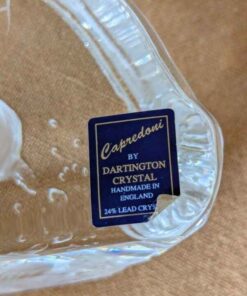 Capredoni
BY
DARTINGTON
CRYSTAL
HANDMADE IN
ENGLAND
24% LEAD CRYS